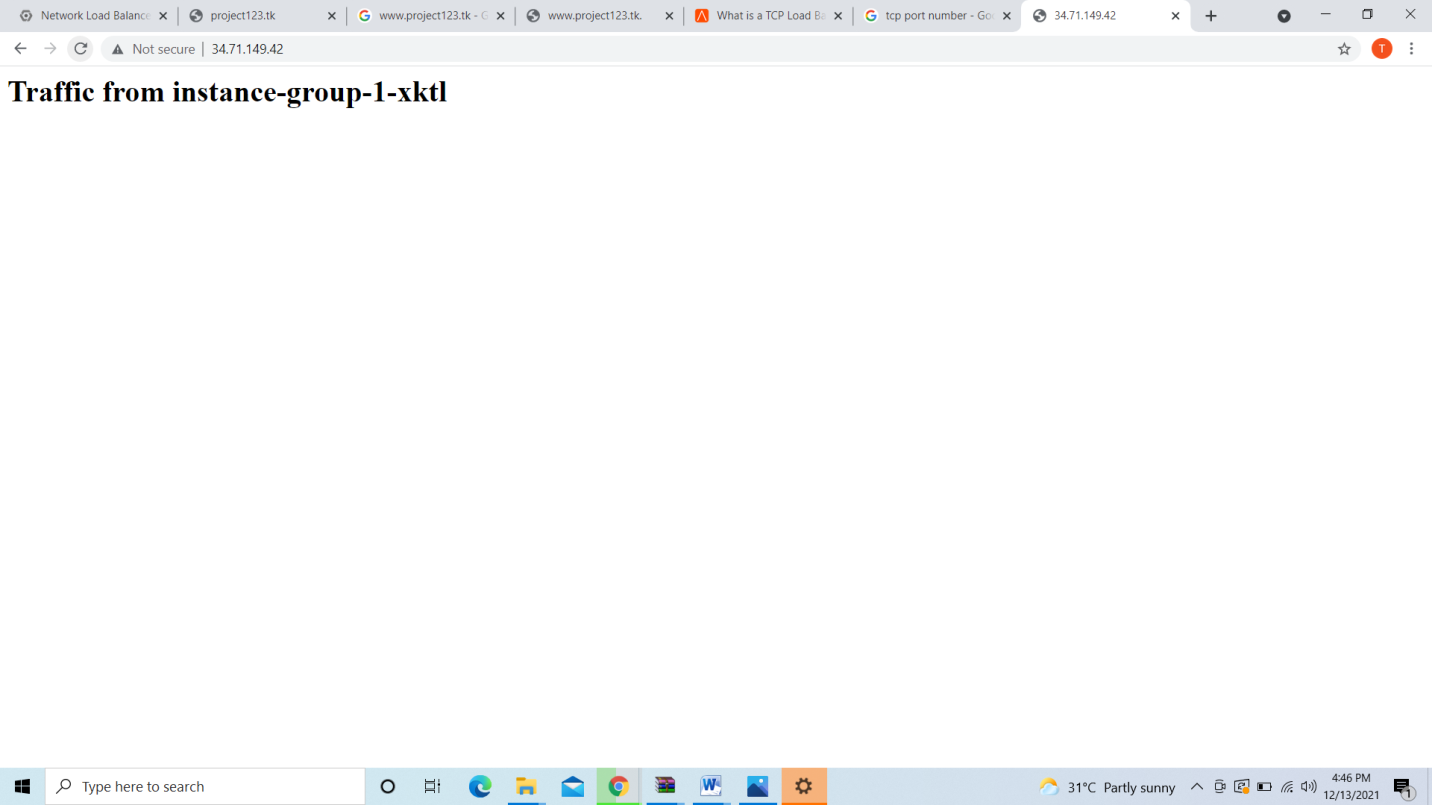 Network Load Balance
project123.tk
www.project123.tk - G
www.project123.tk.
What is a TCP Load Ba
tcp port number - Goo
34.71.149.42
Not secure | 34.71.149.42
T
Traffic from instance-group-1-xktl
Type here to search
W
31°C Partly sunny
4:46 PM
12/13/2021
1